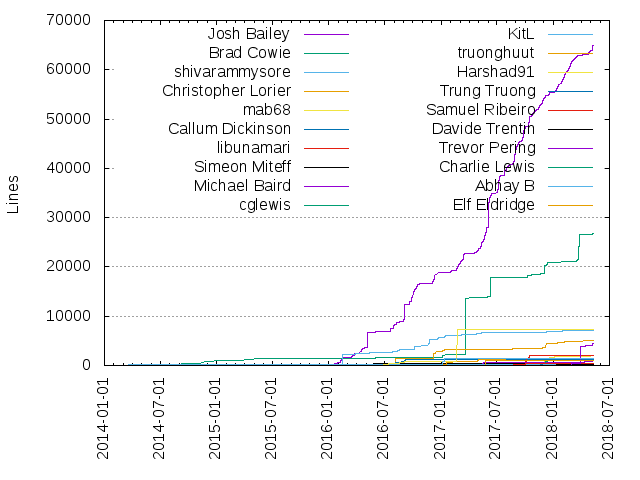 70000
60000
50000
40000
30000
20000
10000
0
Lines
Josh Bailey
Brad Cowie
shivarammysore
Christopher Lorier
mab68
Callum Dickinson
libunamari
Simeon Miteff
Michael Baird
cglewis
KitL
truonghuut
Harshad91
Trung Truong
Samuel Ribeiro
Davide Trentin
Trevor Pering
Charlie Lewis
Abhay B
Elf Eldridge
2014-01-01
2014-07-01
2015-01-01
2015-07-01
2016-01-01
2016-07-01
2017-01-01
2017-07-01
2018-01-01
2018-07-01